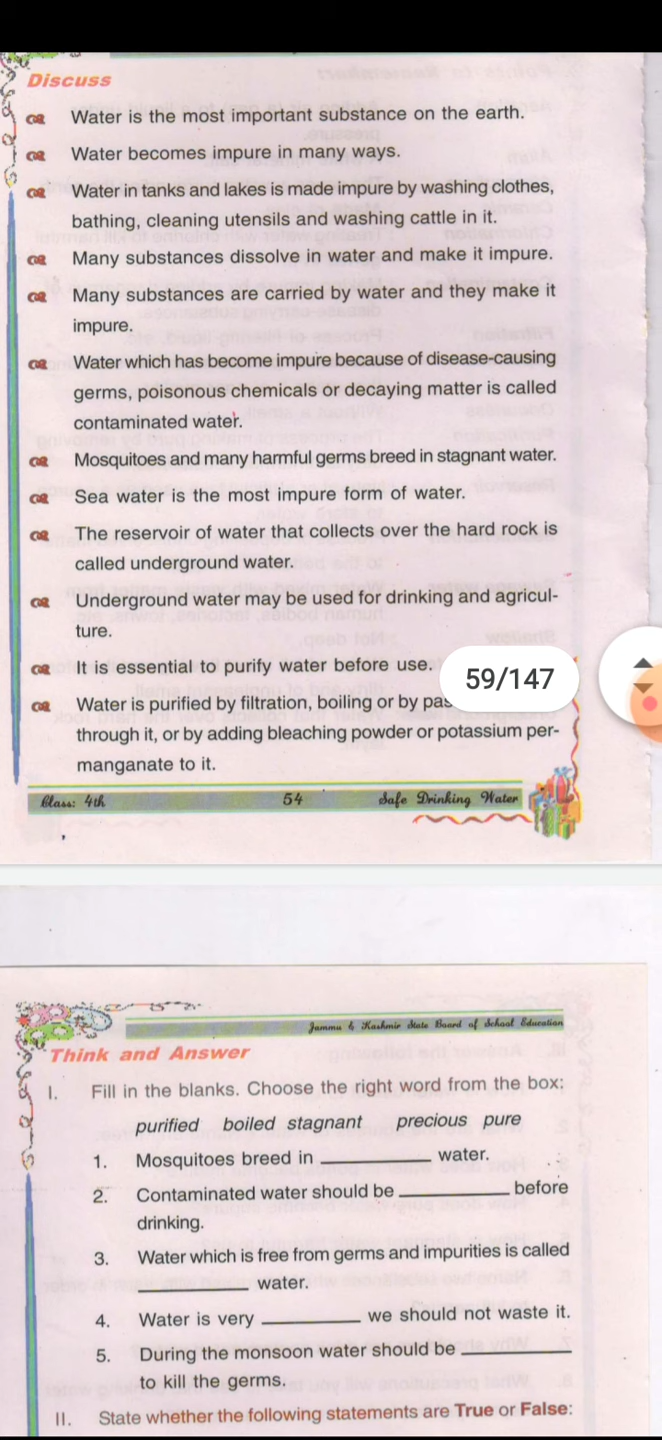 Discuss
Water is the most important substance on the earth.
Water becomes impure in many ways.
Water in tanks and lakes is made impure by washing clothes,
bathing, cleaning utensils and washing cattle in it.
Many substances dissolve in water and make it impure.
Many substances are carried by water and they make it
impure.
Water which has become impure because of disease-causing
germs, poisonous chemicals or decaying matter is called
contaminated water.
Mosquitoes and many harmful germs breed in stagnant water.
Sea water is the most impure form of water.
The reservoir of water that collects over the hard rock is
called underground water.
Underground water may be used for drinking and agricul-
ture.
It is essential to purify water before use.
59/147
Water is purified by filtration, boiling or by pas
through it, or by adding bleaching powder or potassium per-
manganate to it.
Class: 4th 54 Safe Drinking Water
Jammu & Kashmir State Board of School Education
Think and Answer
I. Fill in the blanks. Choose the right word from the box:
purified boiled stagnant precious pure
1. Mosquitoes breed in __________ water.
2. Contaminated water should be __________ before
drinking.
3. Water which is free from germs and impurities is called
__________ water.
4. Water is very __________ we should not waste it.
5. During the monsoon water should be __________
to kill the germs.
II. State whether the following statements are True or False: